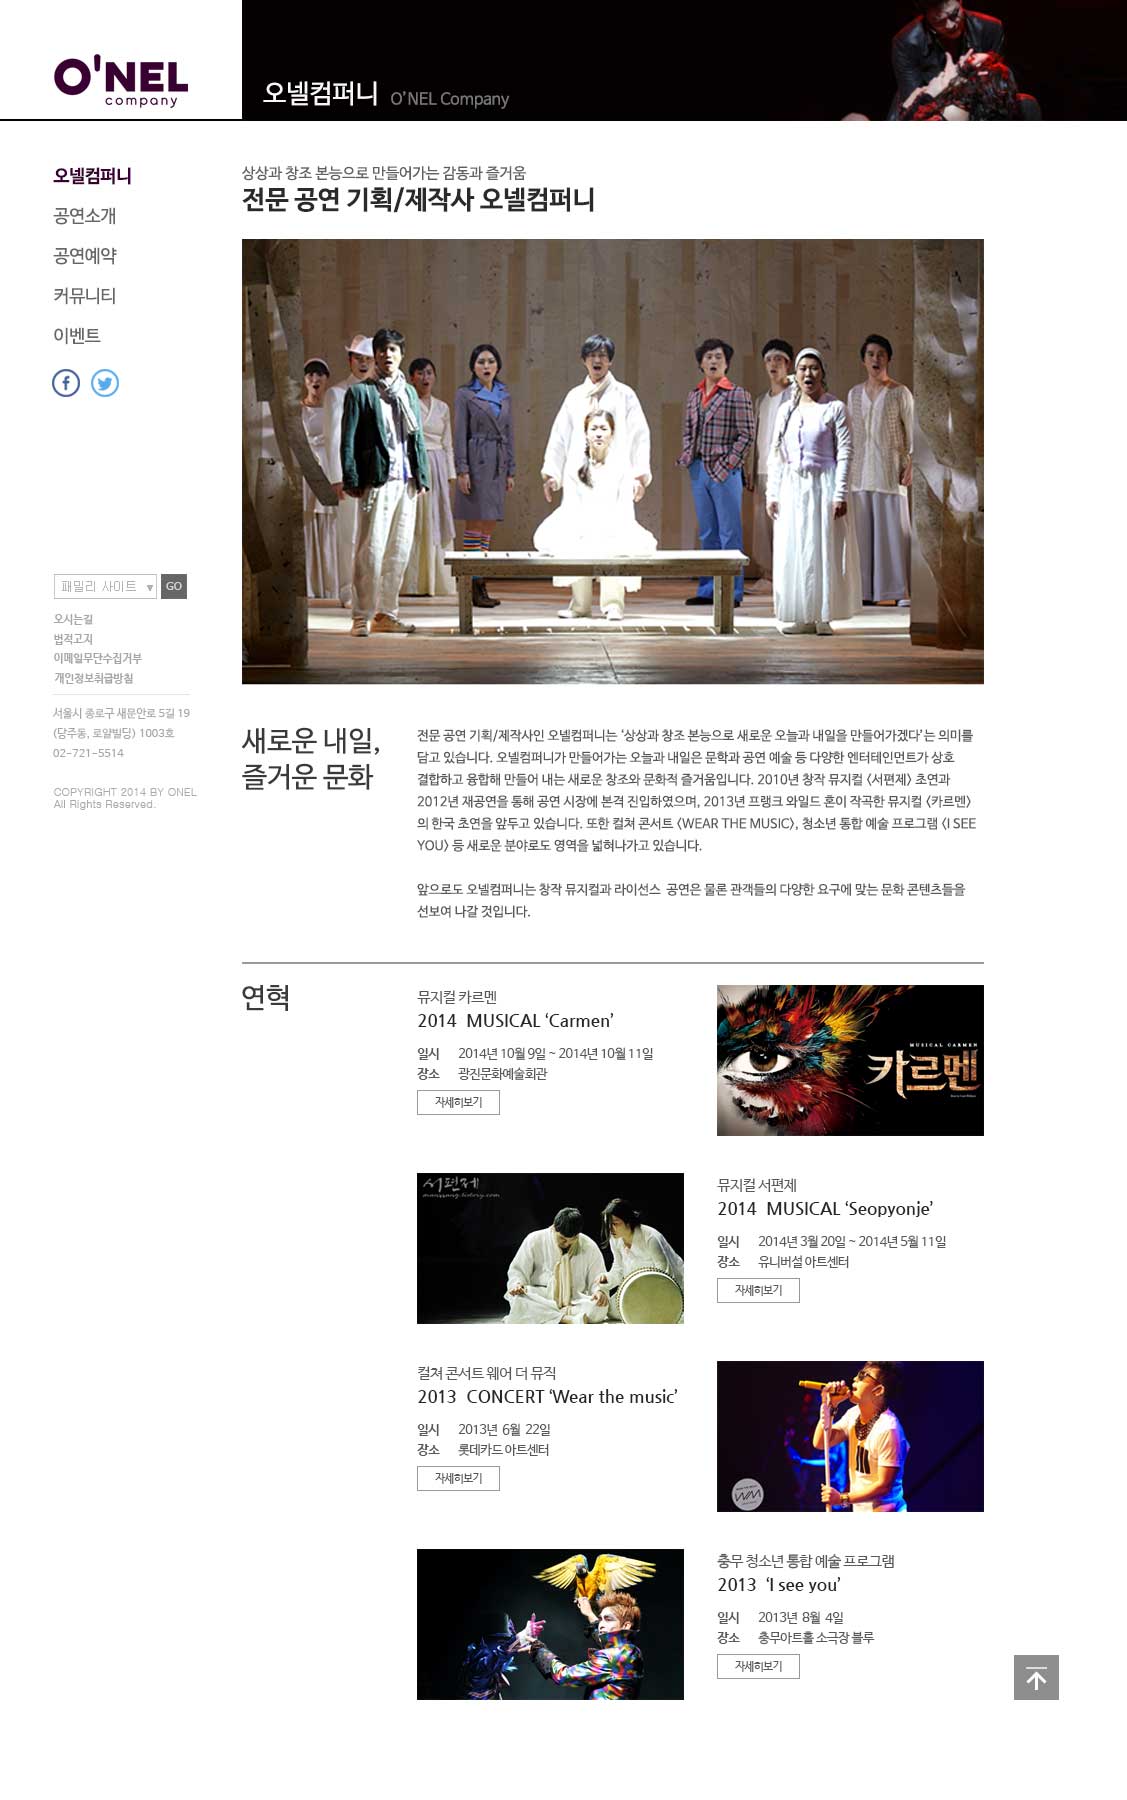 O'NEL
company
오넬컴퍼니 O'NEL Company
오넬컴퍼니
공연소개
공연예약
커뮤니티
이벤트
패밀리 사이트 ▼ GO
오시는길
법적고지
이메일무단수집거부
개인정보취급방침
서울시 종로구 새문안로 5길 19
(당주동, 로얄빌딩) 1003호
02-721-5514
COPYRIGHT 2014 BY ONEL
All Rights Reserved.
상상과 창조 본능으로 만들어가는 감동과 즐거움
전문 공연 기획/제작사 오넬컴퍼니
새로운 내일,
즐거운 문화
전문 공연 기획/제작사인 오넬컴퍼니는 ‘상상과 창조 본능으로 새로운 오늘과 내일을 만들어가겠다’는 의미를
담고 있습니다. 오넬컴퍼니가 만들어가는 오늘과 내일은 문학과 공연 예술 등 다양한 엔터테인먼트가 상호
결합하고 융합해 만들어 내는 새로운 창조와 문화적 즐거움입니다. 2010년 창작 뮤지컬 <서편제> 초연과
2012년 재공연을 통해 공연 시장에 본격 진입하였으며, 2013년 프랭크 와일드 혼이 작곡한 뮤지컬 <카르멘>
의 한국 초연을 앞두고 있습니다. 또한 컬쳐 콘서트 <WEAR THE MUSIC>, 청소년 통합 예술 프로그램 <I SEE
YOU> 등 새로운 분야로도 영역을 넓혀나가고 있습니다.
앞으로도 오넬컴퍼니는 창작 뮤지컬과 라이선스 공연은 물론 관객들의 다양한 요구에 맞는 문화 콘텐츠들을
선보여 나갈 것입니다.
연혁
뮤지컬 카르멘
2014 MUSICAL ‘Carmen’
일시 2014년 10월 9일 ~ 2014년 10월 11일
장소 광진문화예술회관
자세히보기
MUSICAL CARMEN
카르멘
서편제
뮤지컬 서편제
2014 MUSICAL ‘Seopyonje’
일시 2014년 3월 20일 ~ 2014년 5월 11일
장소 유니버설 아트센터
자세히보기
컬쳐 콘서트 웨어 더 뮤직
2013 CONCERT ‘Wear the music’
일시 2013년 6월 22일
장소 롯데카드 아트센터
자세히보기
WM
충무 청소년 통합 예술 프로그램
2013 ‘I see you’
일시 2013년 8월 4일
장소 충무아트홀 소극장 블루
자세히보기